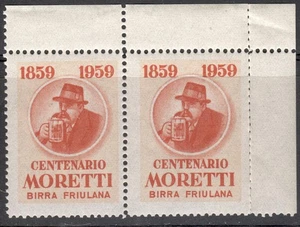 1859 1959
CENTENARIO
MORETTI
BIRRA FRIULANA
1859 1959
CENTENARIO
MORETTI
BIRRA FRIULANA